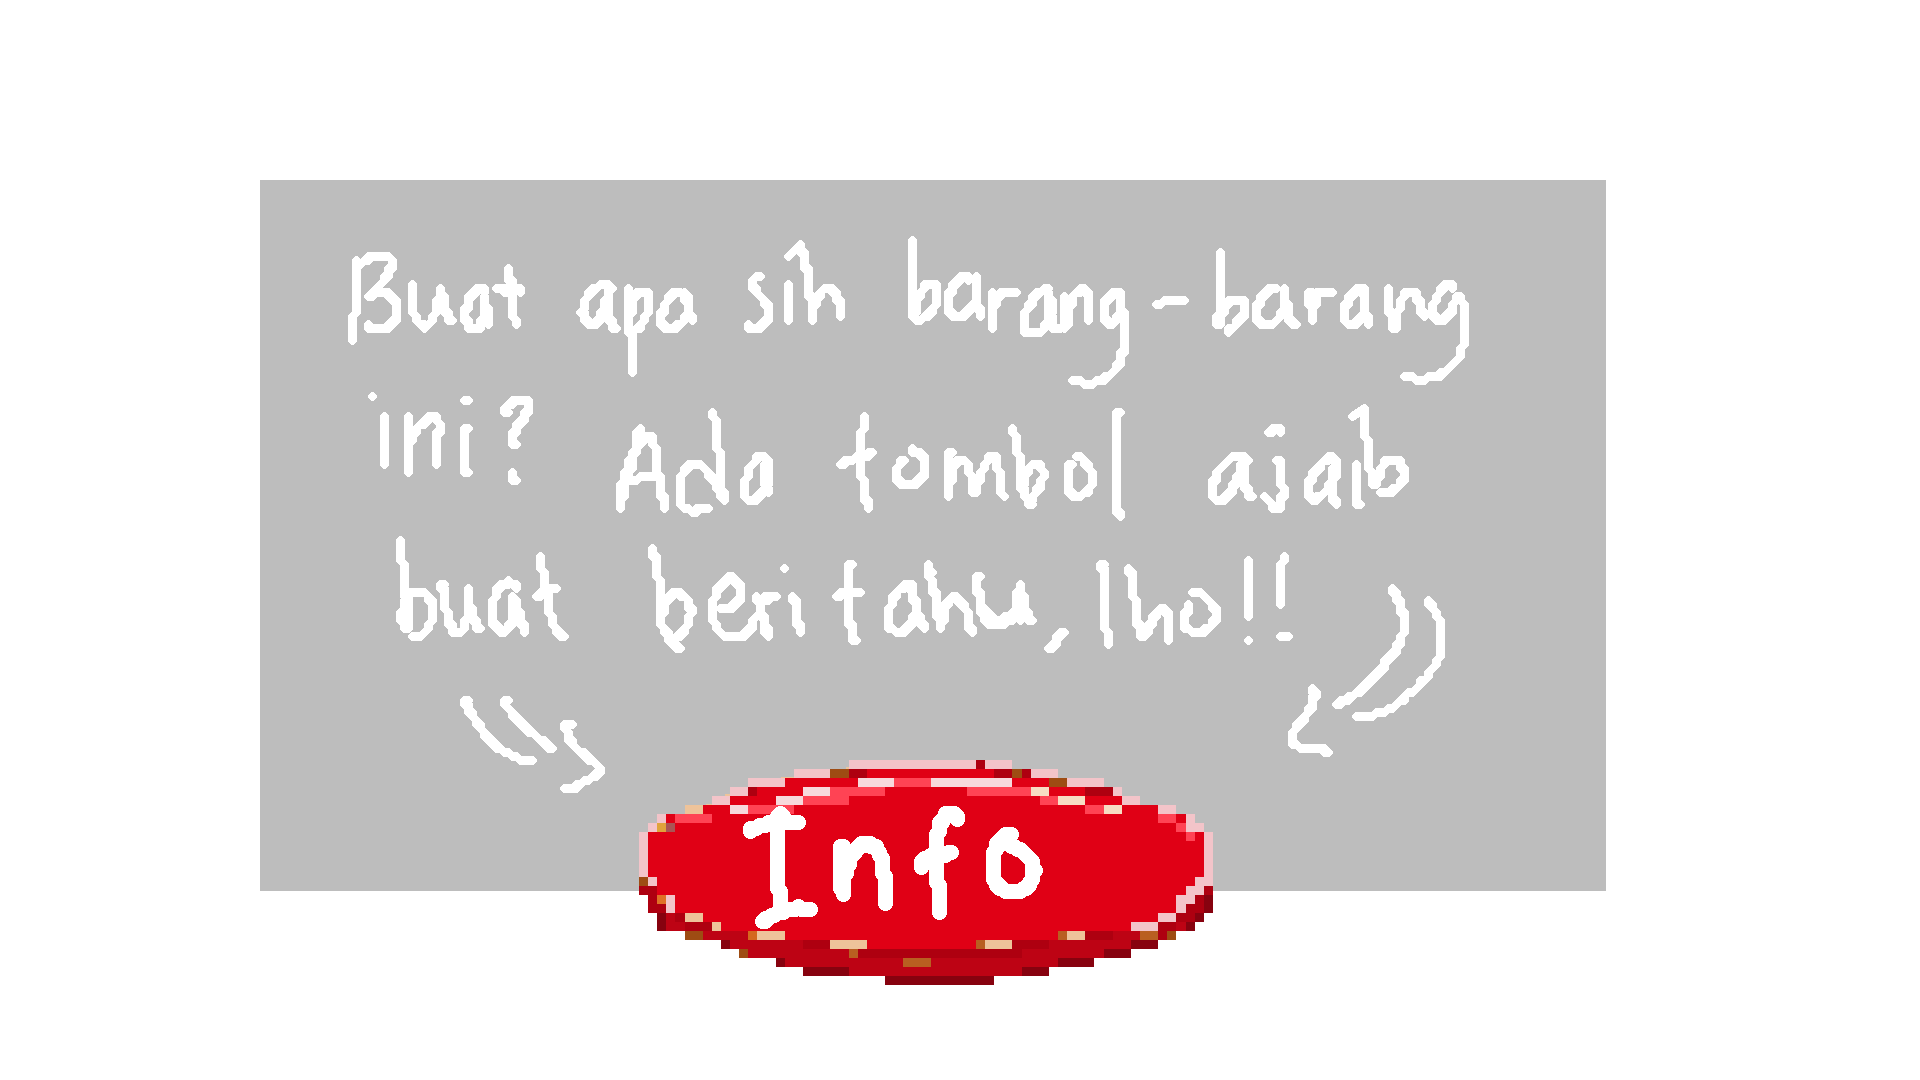 Buat apa sih barang-barang
ini? Ada tombol ajaib
buat beritahu, lho!!
Info